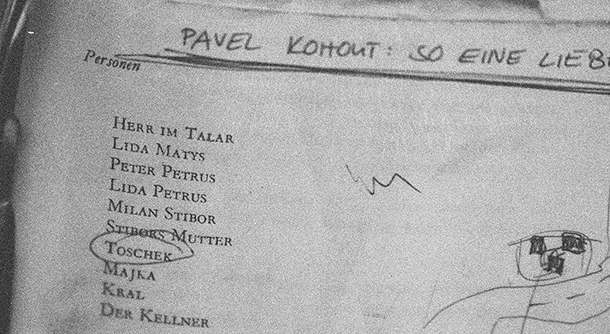 PAVEL KOHOUT: SO EINE LIEBE
Personen
HERR IM TALAR
LIDA MATYS
PETER PETRUS
LIDA PETRUS
MILAN STIBOR
STIBORS MUTTER
TOSCHEK
MAJKA
KRAL
DER KELLNER